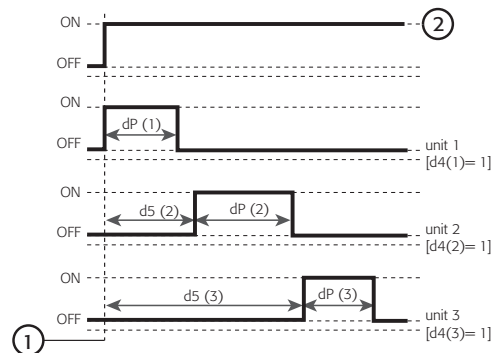 ON
2
OFF
ON
dP (1)
OFF
unit 1
[d4(1)= 1]
ON
d5 (2)
dP (2)
OFF
unit 2
[d4(2)= 1]
ON
d5 (3)
dP (3)
OFF
unit 3
[d4(3)= 1]
1